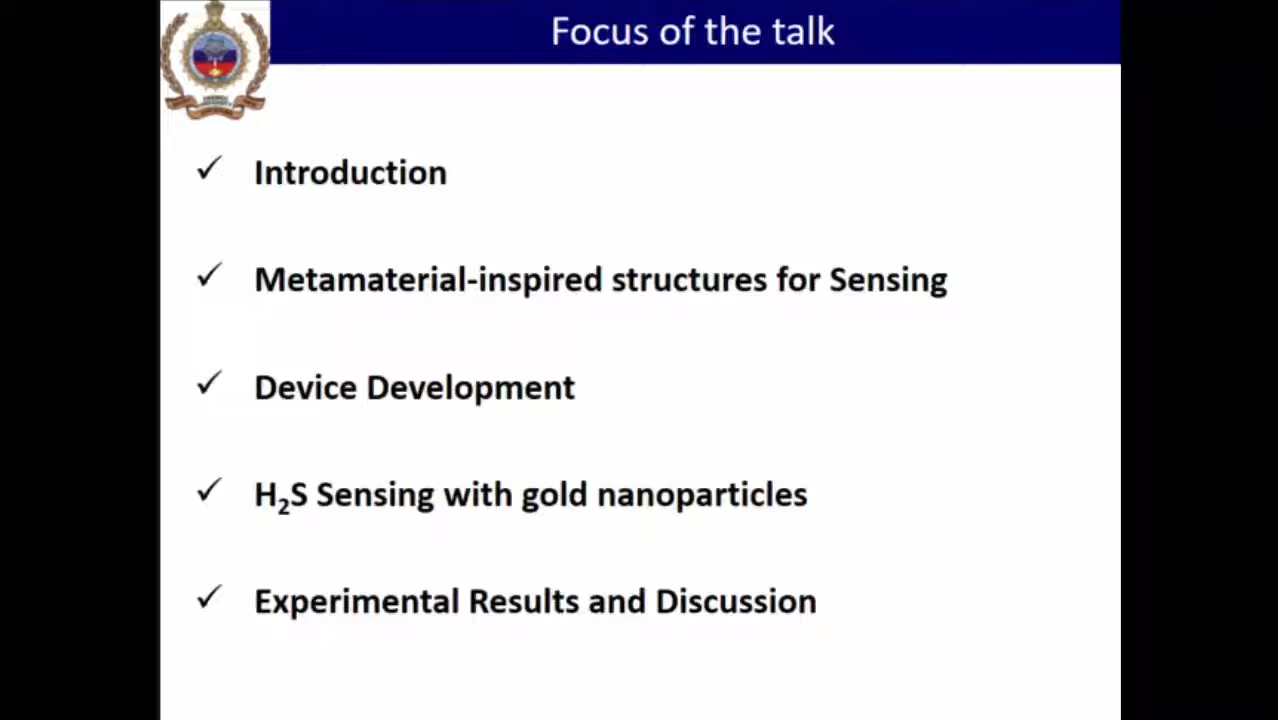 Focus of the talk
✓ Introduction
✓ Metamaterial-inspired structures for Sensing
✓ Device Development
✓ H₂S Sensing with gold nanoparticles
✓ Experimental Results and Discussion